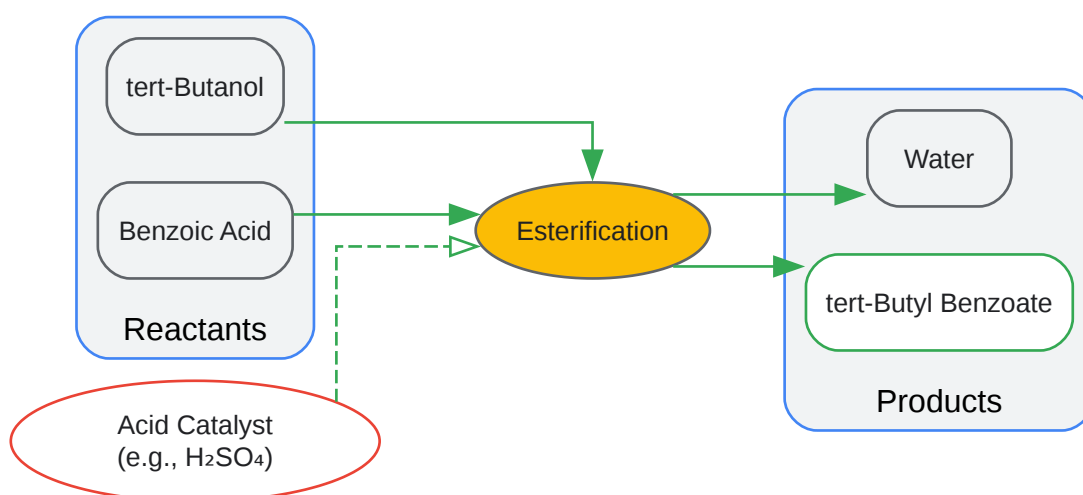 tert-Butanol
Benzoic Acid
Reactants
Acid Catalyst
(e.g., H₂SO₄)
Esterification
Water
tert-Butyl Benzoate
Products